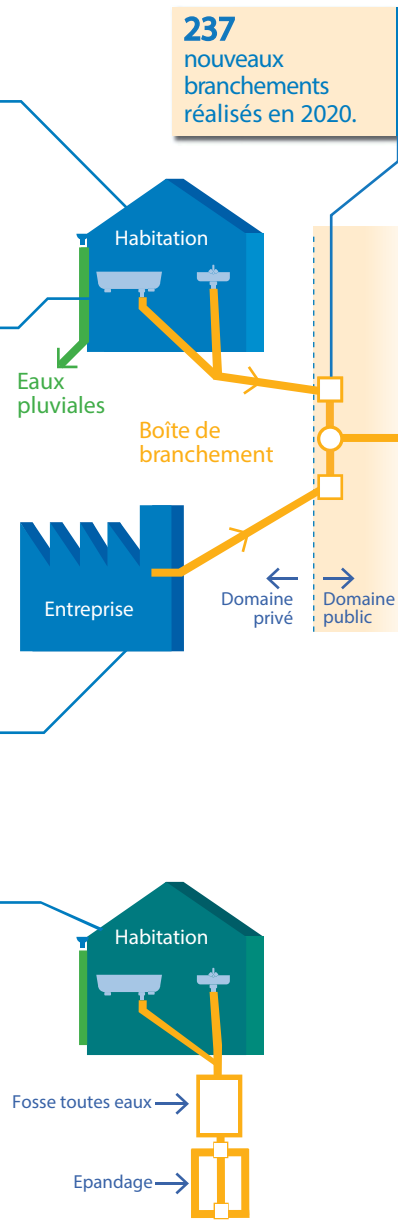 237
nouveaux
branchements
réalisés en 2020.
Habitation
Eaux
pluviales
Boîte de
branchement
Entreprise
Domaine
privé
Domaine
public
Habitation
Fosse toutes eaux
Epandage